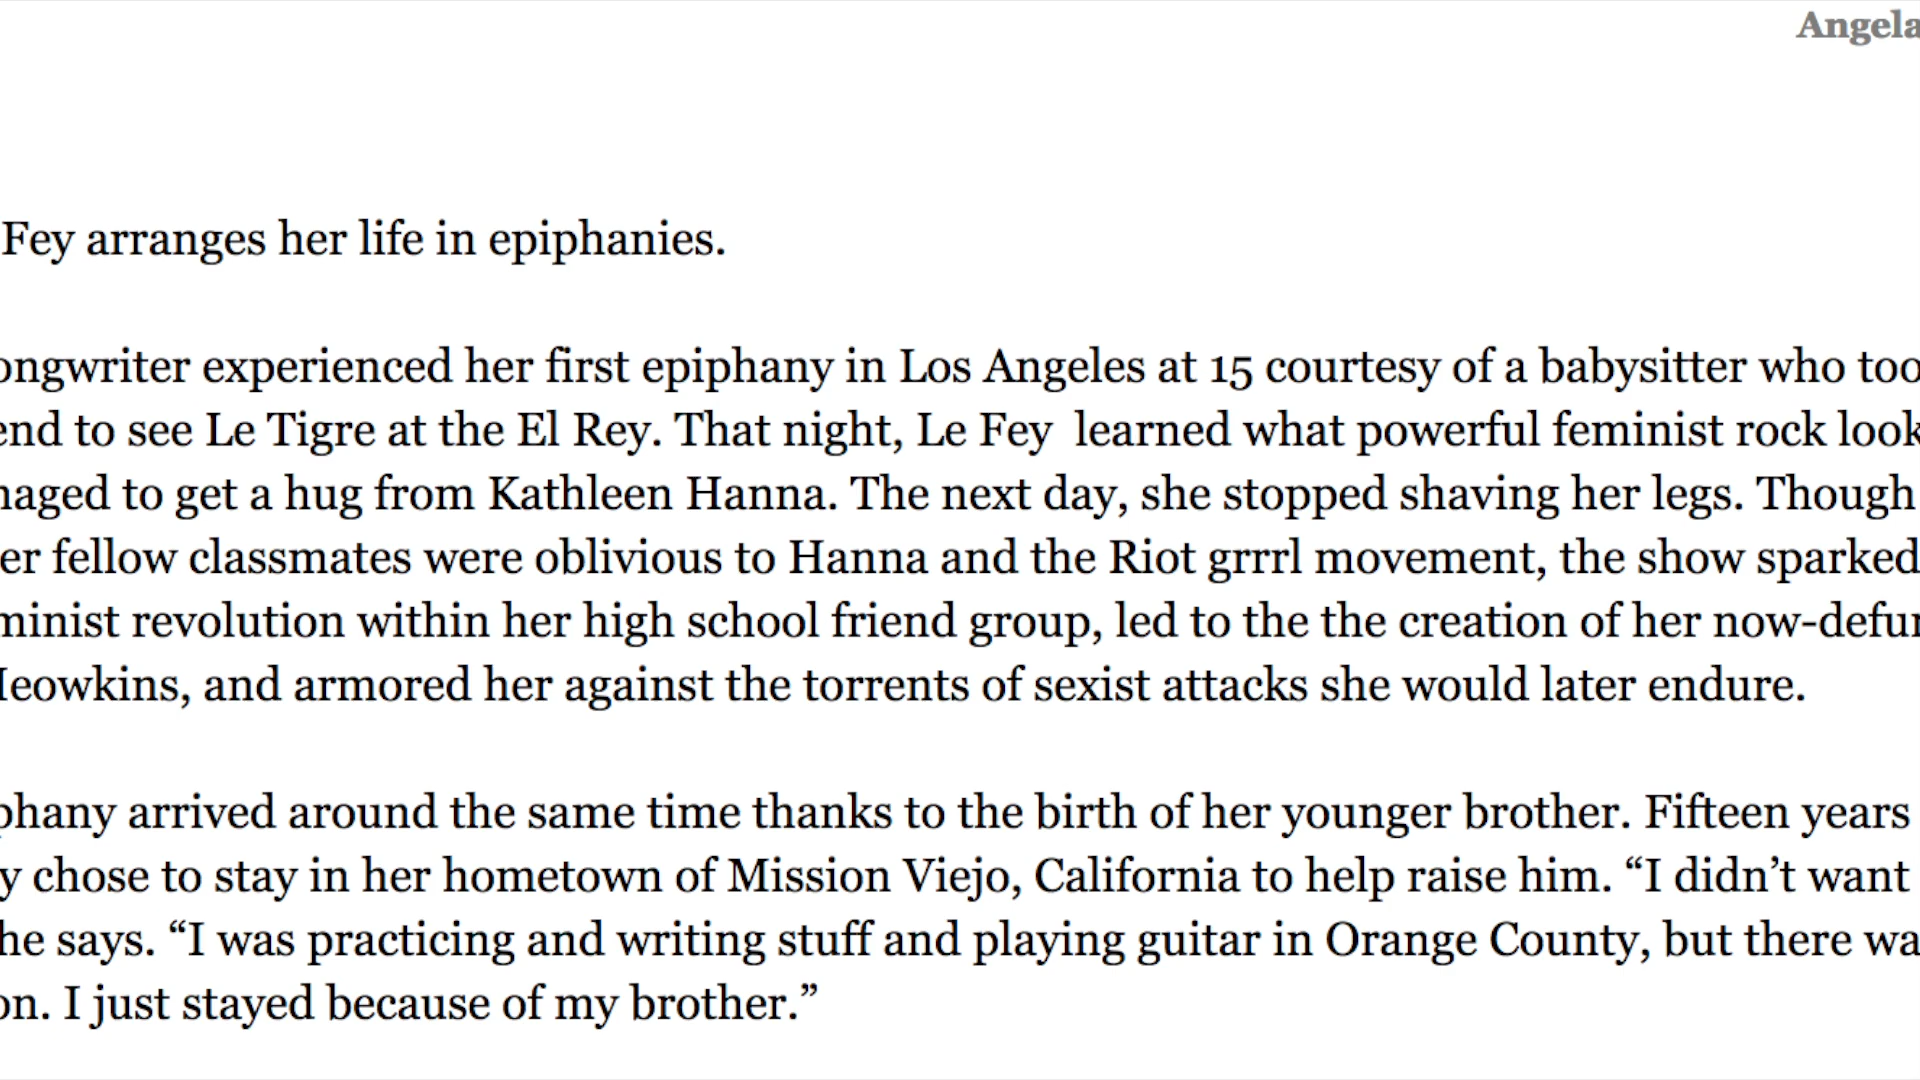 Angela
Fey arranges her life in epiphanies.
ongwriter experienced her first epiphany in Los Angeles at 15 courtesy of a babysitter who too
end to see Le Tigre at the El Rey. That night, Le Fey  learned what powerful feminist rock look
naged to get a hug from Kathleen Hanna. The next day, she stopped shaving her legs. Though
er fellow classmates were oblivious to Hanna and the Riot grrrl movement, the show sparked
minist revolution within her high school friend group, led to the the creation of her now-defun
Meowkins, and armored her against the torrents of sexist attacks she would later endure.
phany arrived around the same time thanks to the birth of her younger brother. Fifteen years
y chose to stay in her hometown of Mission Viejo, California to help raise him. “I didn’t want
he says. “I was practicing and writing stuff and playing guitar in Orange County, but there wa
on. I just stayed because of my brother.”